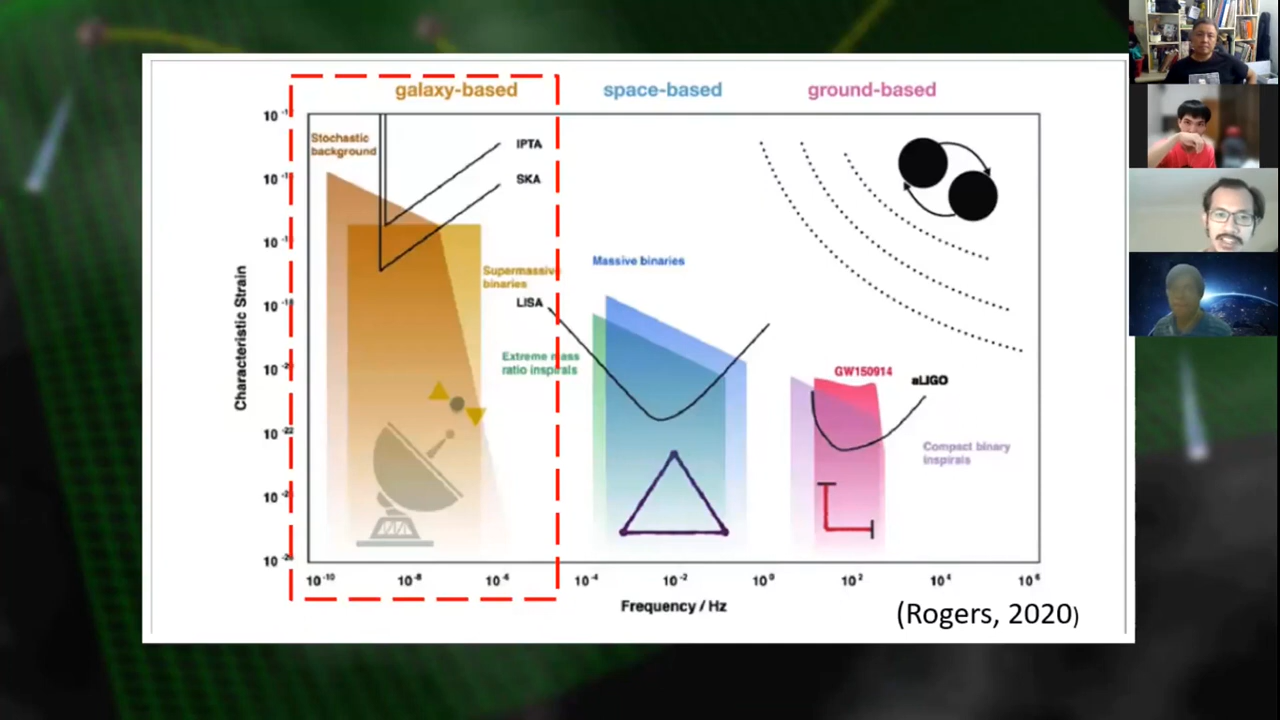 galaxy-based
space-based
ground-based
Stochastic
background
IPTA
SKA
Supermassive
binaries
LISA
Massive binaries
Extreme mass
ratio inspirals
GW150914
aLIGO
Compact binary
inspirals
Characteristic Strain
10⁻¹⁰
10⁻⁸
10⁻⁶
10⁻⁴
10⁻²
10⁰
10²
10⁴
10⁶
Frequency / Hz
(Rogers, 2020)